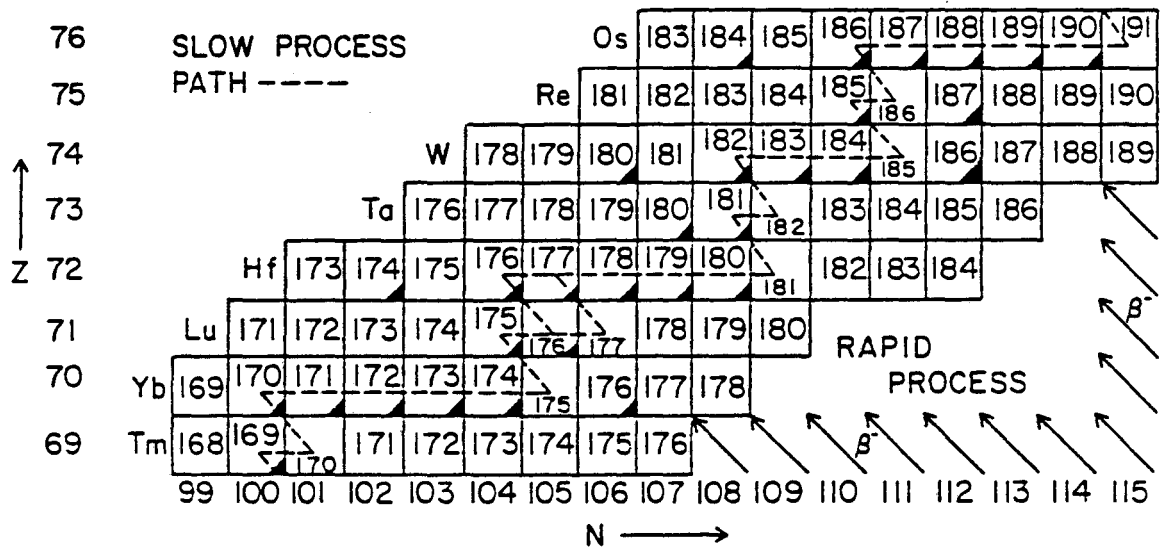 76 SLOW PROCESS Os 183 184 185 186 187 188 189 190 191
PATH ----
75 Re 181 182 183 184 185 186 187 188 189 190
74 W 178 179 180 181 182 183 184 185 186 187 188 189
73 Ta 176 177 178 179 180 181 182 183 184 185 186
Z 72 Hf 173 174 175 176 177 178 179 180 181 182 183 184
71 Lu 171 172 173 174 175 176 177 178 179 180 β⁻
RAPID
70 Yb 169 170 171 172 173 174 175 176 177 178 PROCESS
69 Tm 168 169 170 171 172 173 174 175 176 β⁻
99 100 101 102 103 104 105 106 107 108 109 110 111 112 113 114 115
N